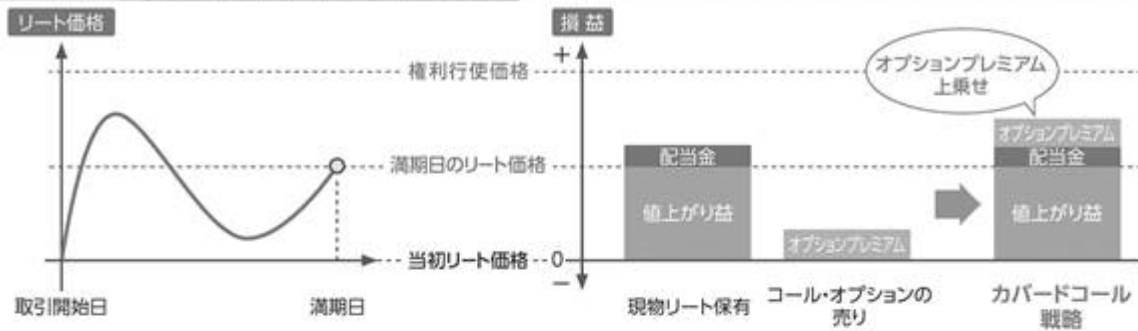 リート価格
権利行使価格
満期日のリート価格
当初リート価格
取引開始日
満期日
損益
+
0
−
オプションプレミアム
上乗せ
配当金
値上がり益
オプションプレミアム
オプションプレミアム
配当金
値上がり益
現物リート保有
コール・オプションの
売り
カバードコール
戦略